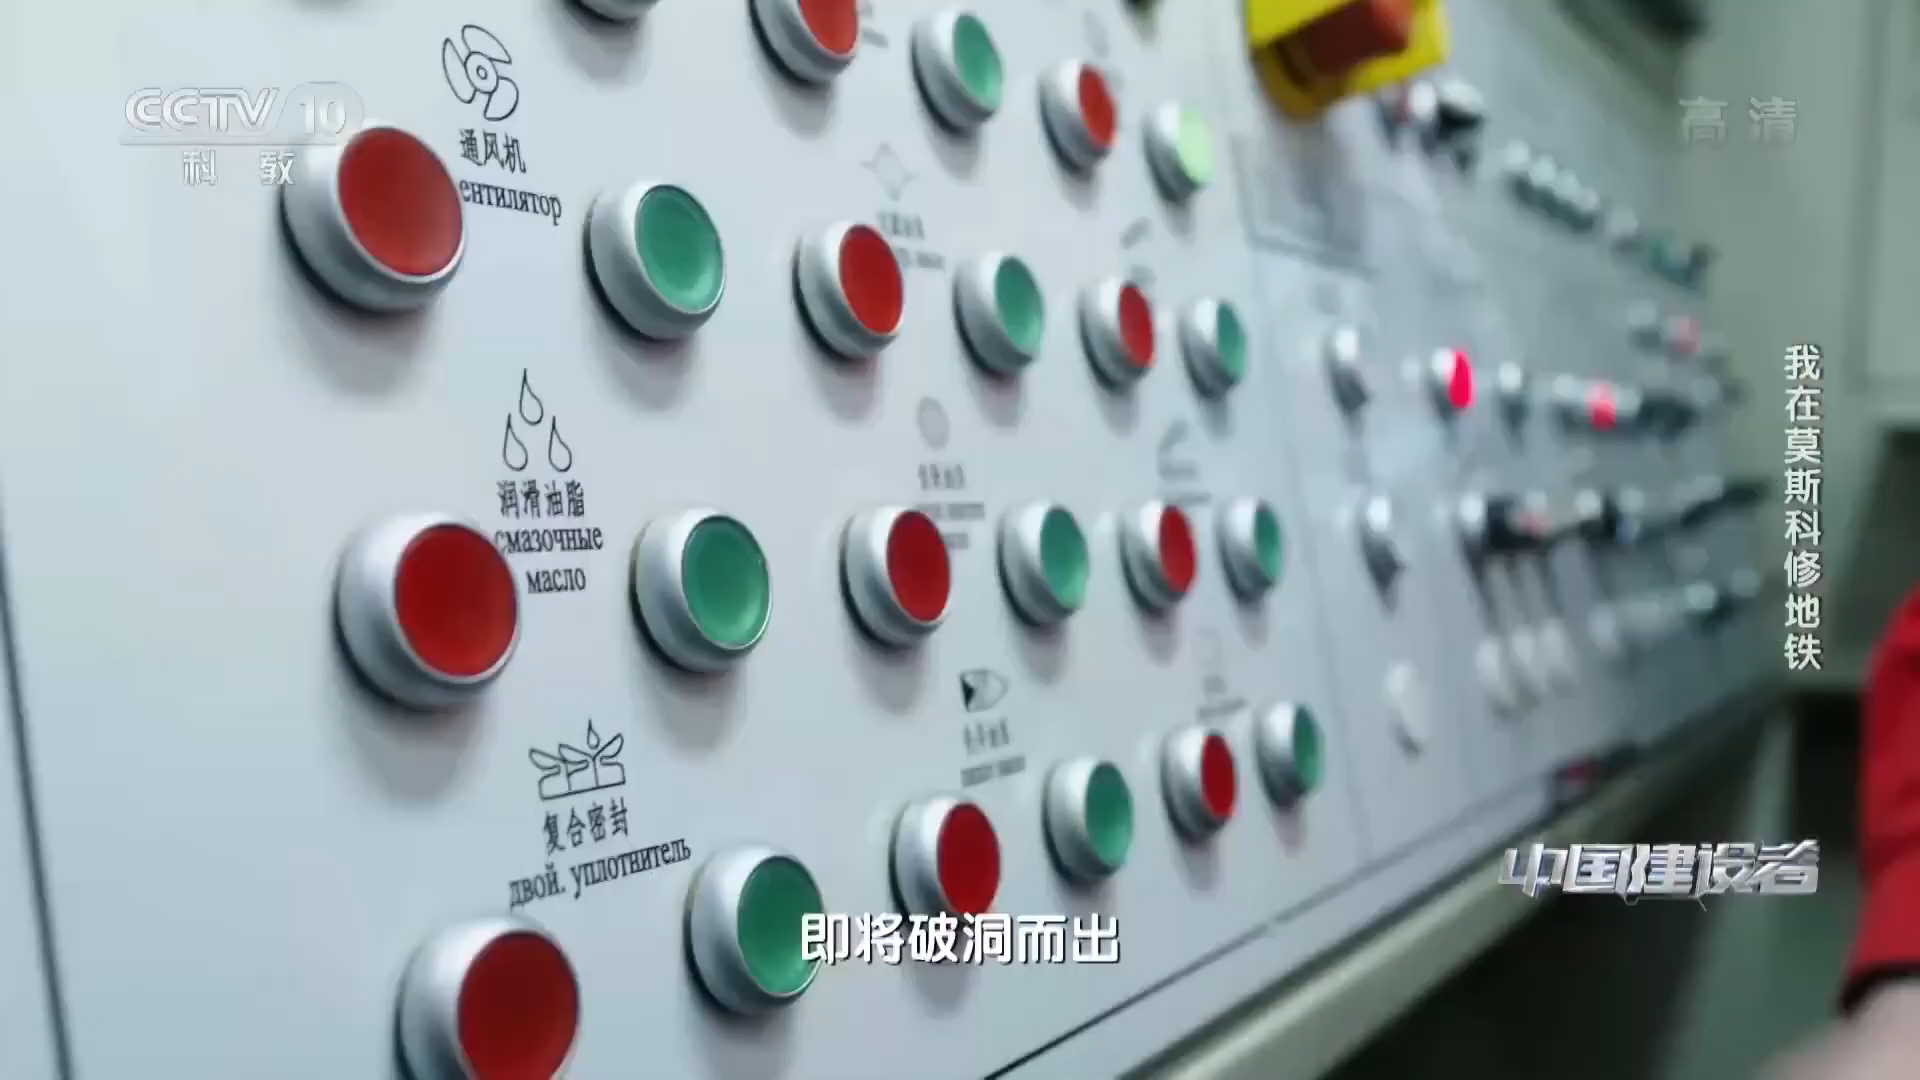 CCTV 10
科教
高清
通风机
ентилятор
润滑油脂
смазочные
масло
复合密封
двой. уплотнитель
我在莫斯科修地铁
中国建设者
即将破洞而出